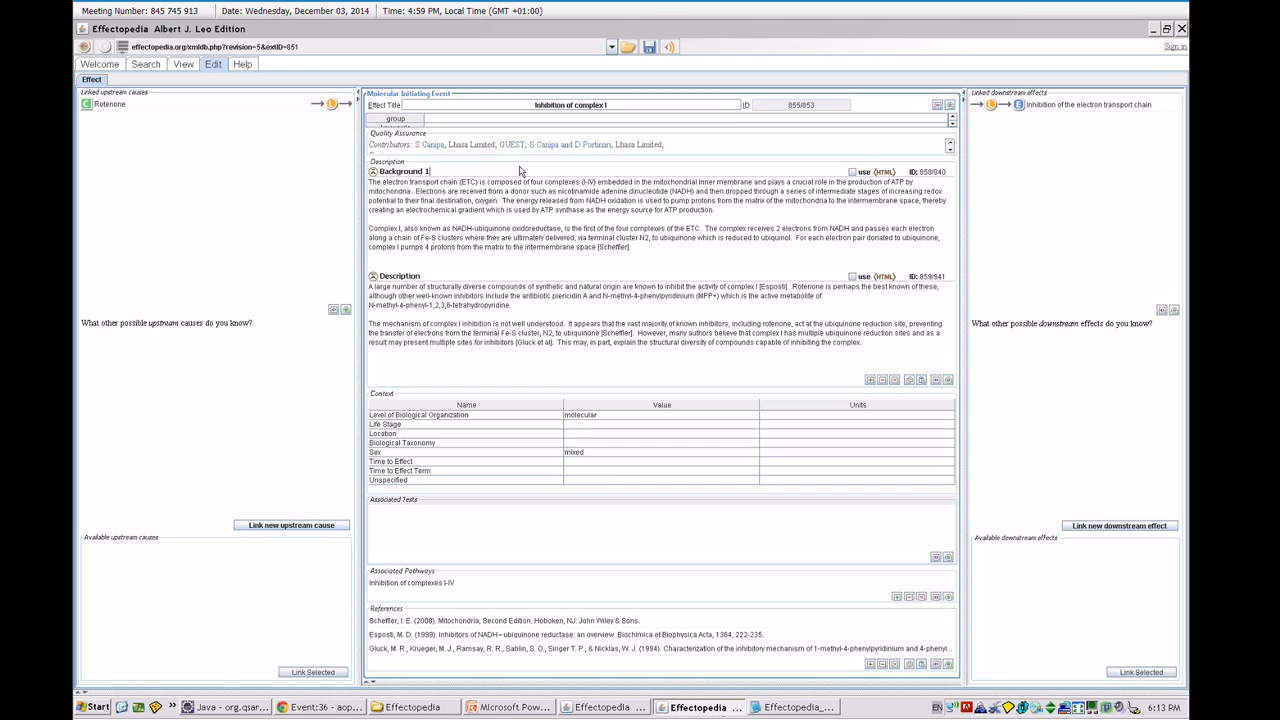 Meeting Number: 845 745 913 Date: Wednesday, December 03, 2014 Time: 4:59 PM, Local Time (GMT +01:00)
Effectopedia Albert J. Leo Edition
effectopedia.org/xmldb.php?revision=5&extID=851
Sign in
Welcome Search View Edit Help
Effect
Linked upstream causes
C Rotenone
L
What other possible upstream causes do you know?
Link new upstream cause
Available upstream causes
Link Selected
Molecular Initiating Event
Effect Title Inhibition of complex I ID 855/853
group
Quality Assurance
Contributors: S Canipa, Lhasa Limited; GUEST; S Canipa and D Portinari, Lhasa Limited;
Description
Background 1 use (HTML) ID: 858/940
The electron transport chain (ETC) is composed of four complexes (I-IV) embedded in the mitochondrial inner membrane and plays a crucial role in the production of ATP by
mitochondria. Electrons are received from a donor such as nicotinamide adenine dinucleotide (NADH) and then dropped through a series of intermediate stages of increasing redox
potential to their final destination, oxygen. The energy released from NADH oxidation is used to pump protons from the matrix of the mitochondria to the intermembrane space, thereby
creating an electrochemical gradient which is used by ATP synthase as the energy source for ATP production.
Complex I, also known as NADH-ubiquinone oxidoreductase, is the first of the four complexes of the ETC. The complex receives 2 electrons from NADH and passes each electron
along a chain of Fe-S clusters where they are ultimately delivered, via terminal cluster N2, to ubiquinone which is reduced to ubiquinol. For each electron pair donated to ubiquinone,
complex I pumps 4 protons from the matrix to the intermembrane space [Scheffler].
Description use (HTML) ID: 859/941
A large number of structurally diverse compounds of synthetic and natural origin are known to inhibit the activity of complex I [Esposti]. Rotenone is perhaps the best known of these,
although other well-known inhibitors include the antibiotic piericidin A and N-methyl-4-phenylpyridinium (MPP+) which is the active metabolite of
N-methyl-4-phenyl-1,2,3,6-tetrahydropyridine.
The mechanism of complex I inhibition is not well understood. It appears that the vast majority of known inhibitors, including rotenone, act at the ubiquinone reduction site, preventing
the transfer of electrons from the terminal Fe-S cluster, N2, to ubiquinone [Scheffler]. However, many authors believe that complex I has multiple ubiquinone reduction sites and as a
result may present multiple sites for inhibitors [Gluck et al]. This may, in part, explain the structural diversity of compounds capable of inhibiting the complex.
Context
Name Value Units
Level of Biological Organization molecular
Life Stage
Location
Biological Taxonomy
Sex mixed
Time to Effect
Time to Effect Term
Unspecified
Associated Tests
Associated Pathways
Inhibition of complexes I-IV
References
Scheffler, I. E. (2008). Mitochondria, Second Edition. Hoboken, NJ: John Wiley & Sons.
Esposti, M. D. (1998). Inhibitors of NADH–ubiquinone reductase: an overview. Biochimica et Biophysica Acta, 1364, 222-235.
Gluck, M. R., Krueger, M. J., Ramsay, R. R., Sablin, S. O., Singer T. P., & Nicklas, W. J. (1994). Characterization of the inhibitory mechanism of 1-methyl-4-phenylpyridinium and 4-phenyl...
Linked downstream effects
L E Inhibition of the electron transport chain
What other possible downstream effects do you know?
Link new downstream effect
Available downstream effects
Link Selected
Start Java - org.qsar... Event:36 - aop... Effectopedia Microsoft Pow... Effectopedia ... Effectopedia ... Effectopedia_... EN 6:13 PM